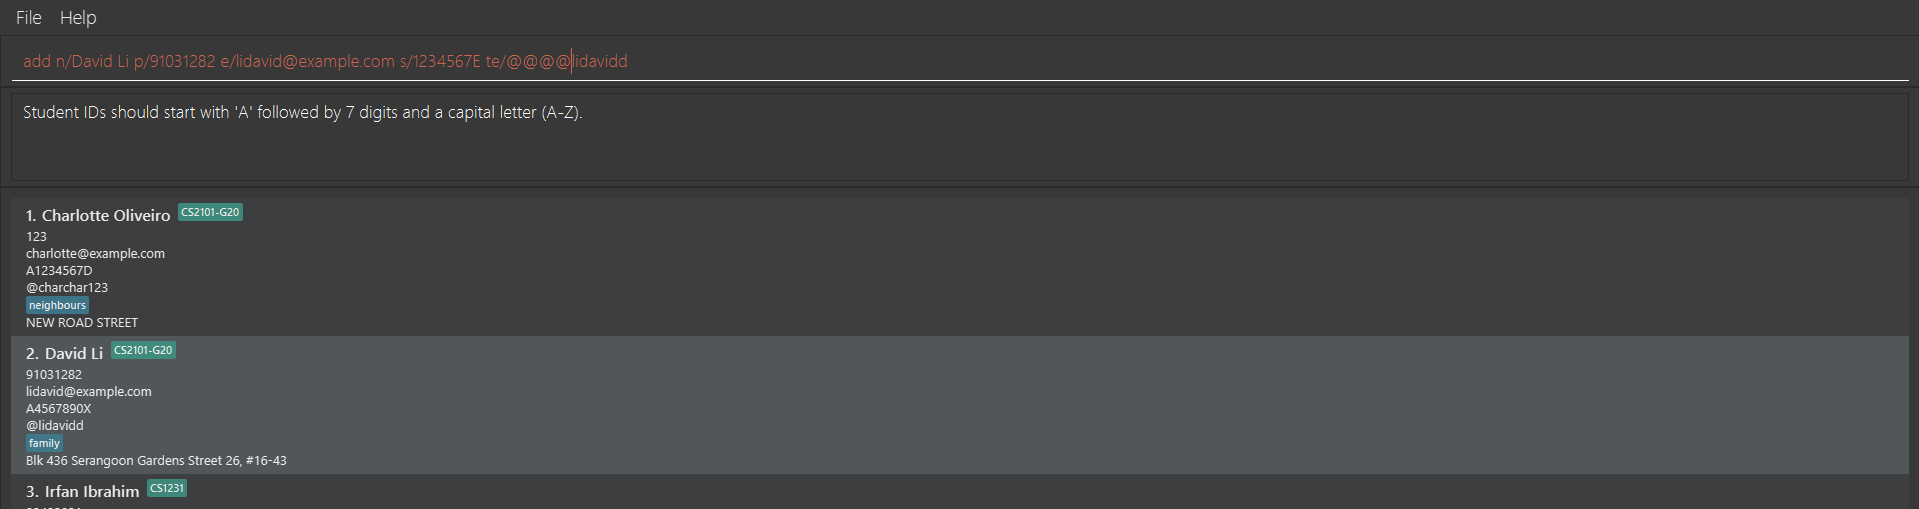 File Help
add n/David Li p/91031282 e/lidavid@example.com s/1234567E te/@@@@lidavidd
Student IDs should start with 'A' followed by 7 digits and a capital letter (A-Z).
1. Charlotte Oliveiro CS2101-G20
123
charlotte@example.com
A1234567D
@charchar123
neighbours
NEW ROAD STREET
2. David Li CS2101-G20
91031282
lidavid@example.com
A4567890X
@lidavidd
family
Blk 436 Serangoon Gardens Street 26, #16-43
3. Irfan Ibrahim CS1231